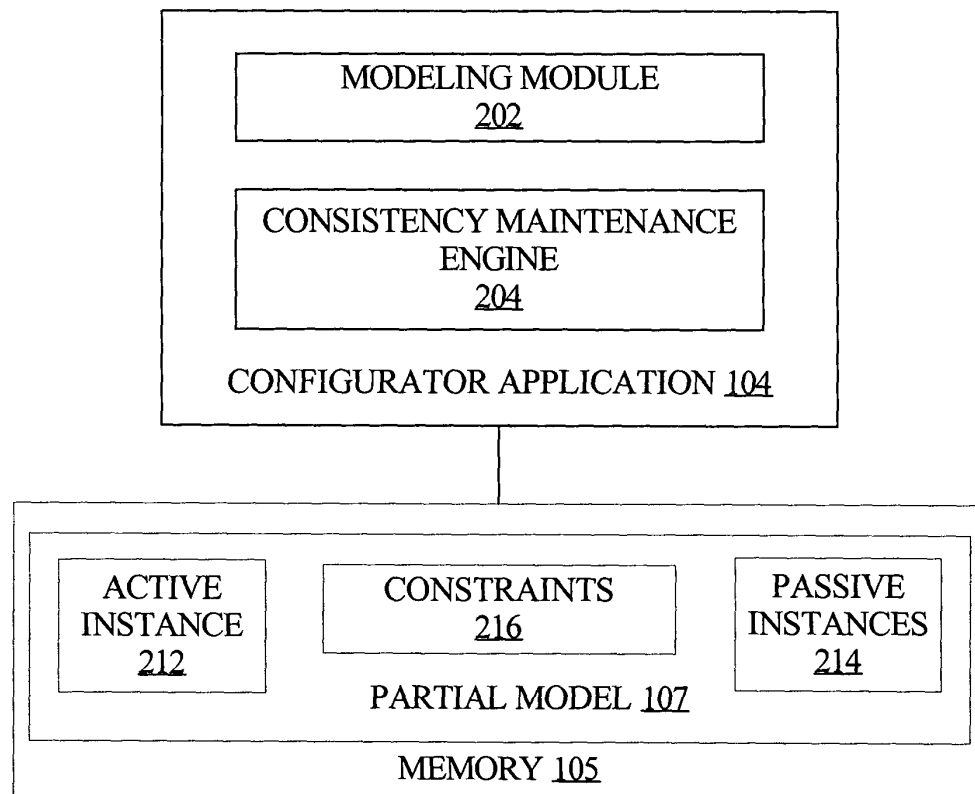 MODELING MODULE
202
CONSISTENCY MAINTENANCE
ENGINE
204
CONFIGURATOR APPLICATION 104
ACTIVE
INSTANCE
212
CONSTRAINTS
216
PASSIVE
INSTANCES
214
PARTIAL MODEL 107
MEMORY 105